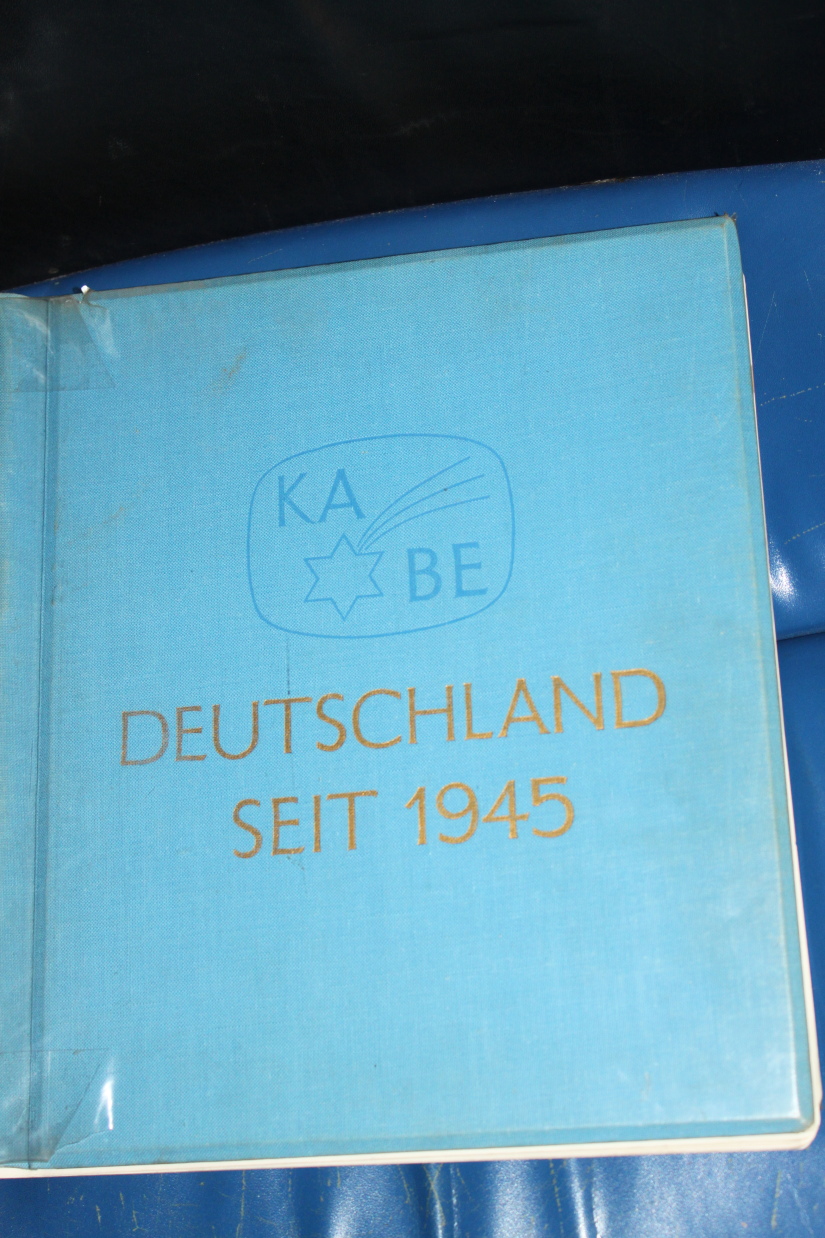 KA
BE
DEUTSCHLAND
SEIT 1945